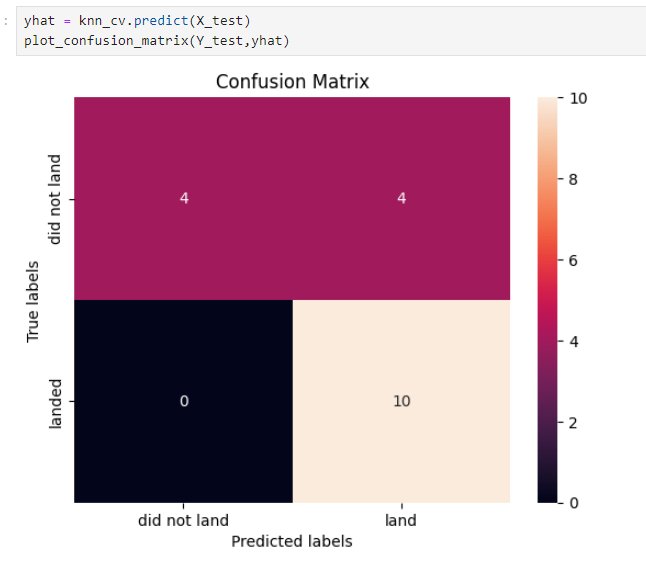 :
yhat = knn_cv.predict(X_test)
plot_confusion_matrix(Y_test,yhat)
Confusion Matrix
10
8
6
4
2
0
True labels
did not land
landed
4 4
0 10
did not land land
Predicted labels